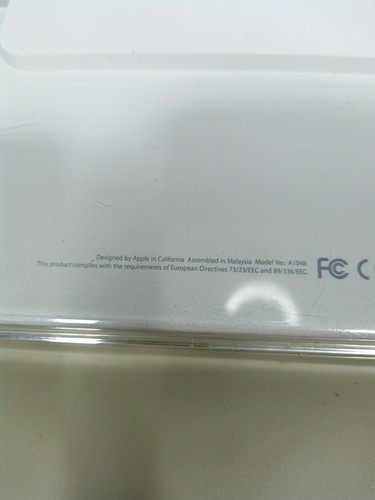 Designed by Apple in California Assembled in Malaysia Model No.: A1048
This product complies with the requirements of European Directives 73/23/EEC and 89/336/EEC.
FC C